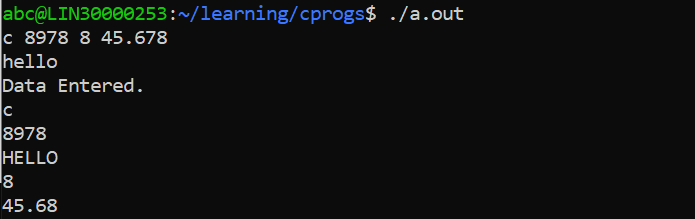 abc@LIN30000253:~/learning/cprogs$ ./a.out
c 8978 8 45.678
hello
Data Entered.
c
8978
HELLO
8
45.68